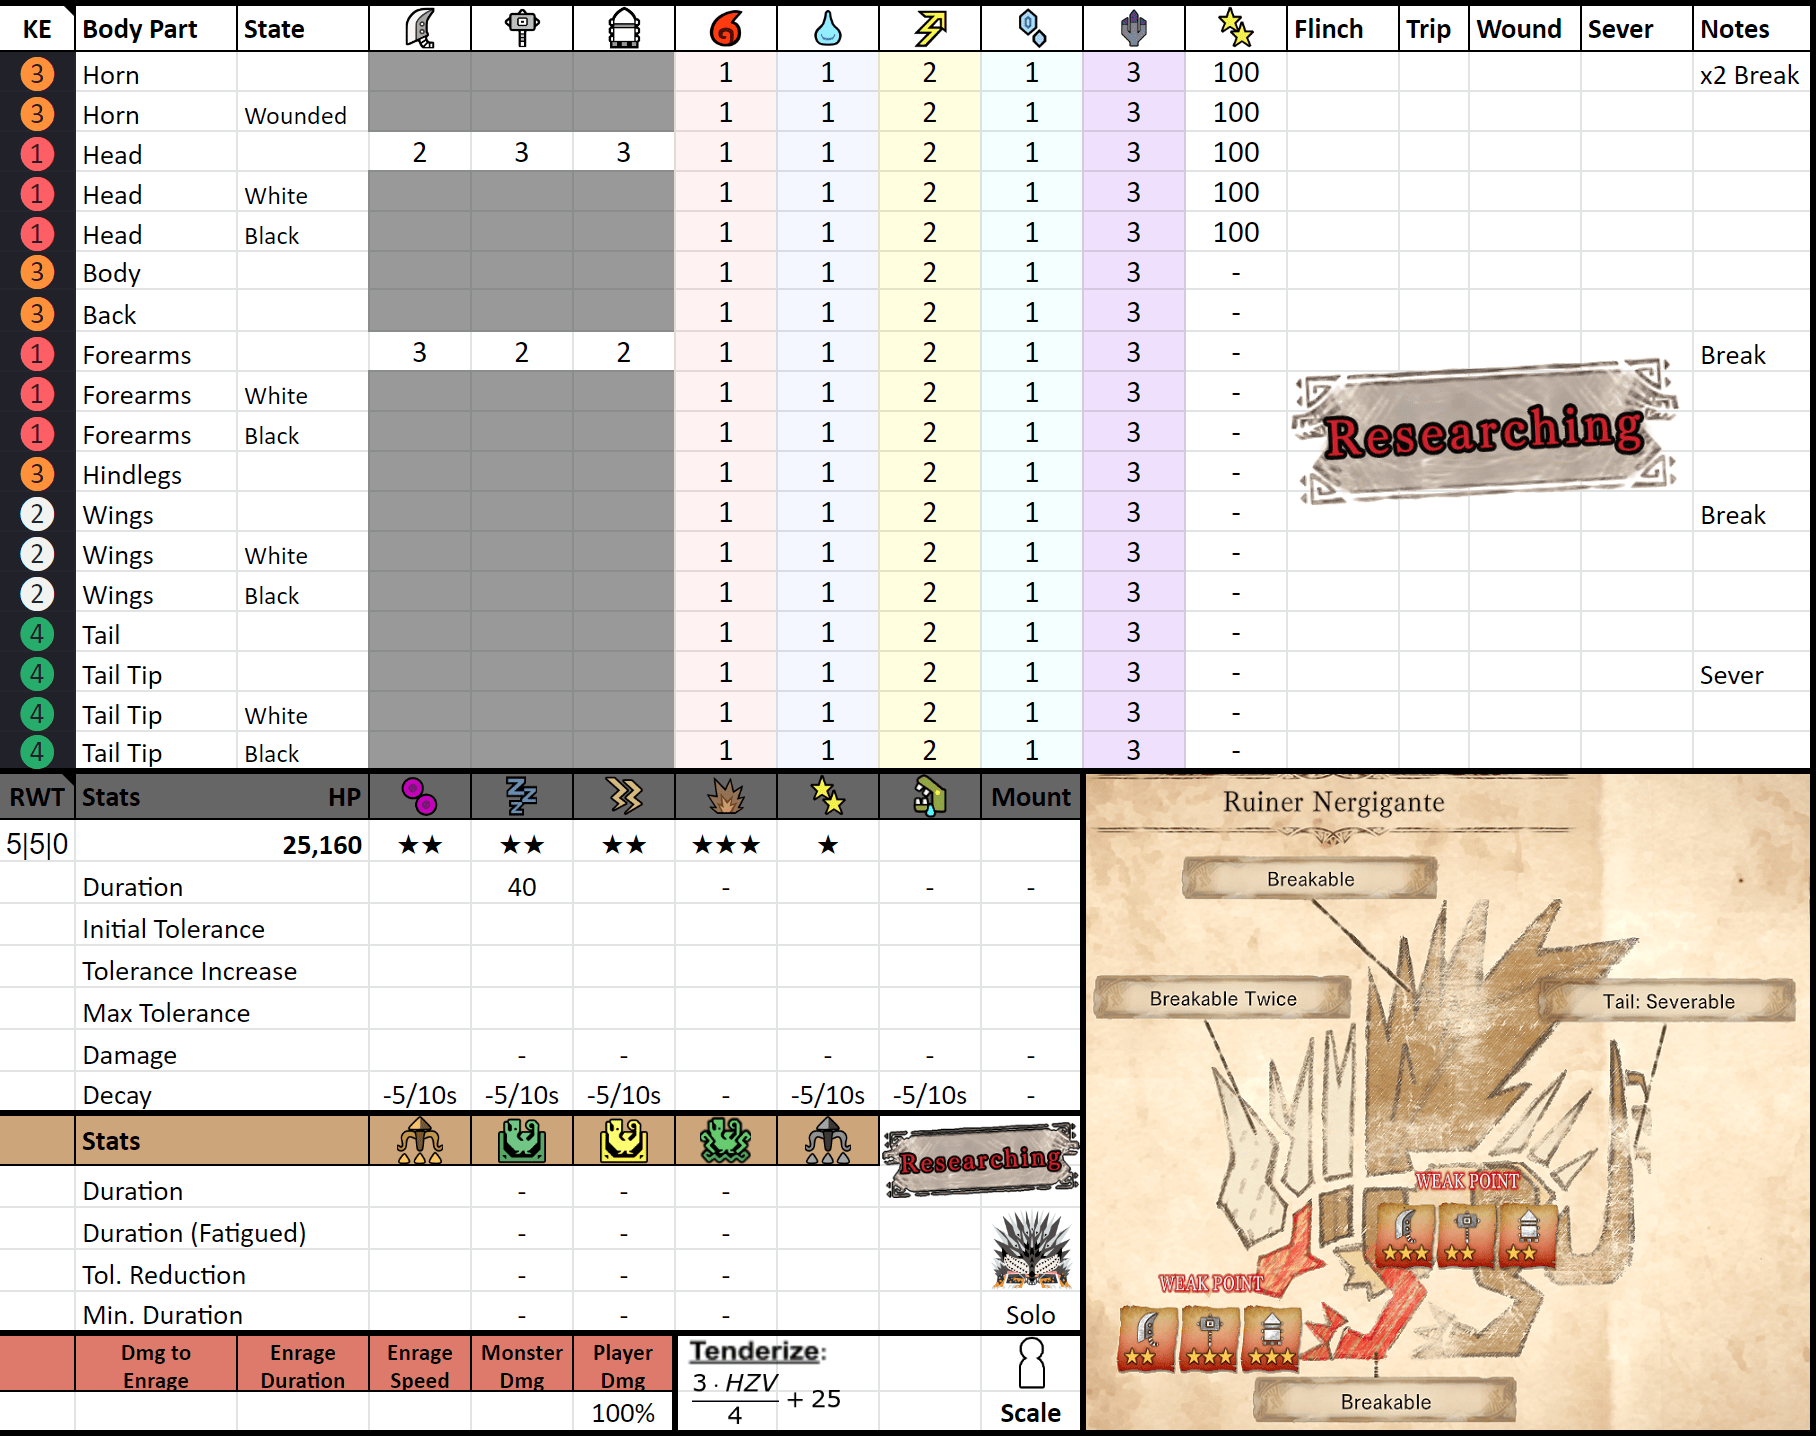 KE Body Part State Flinch Trip Wound Sever Notes
3 Horn 1 1 2 1 3 100 x2 Break
3 Horn Wounded 1 1 2 1 3 100
1 Head 2 3 3 1 1 2 1 3 100
1 Head White 1 1 2 1 3 100
1 Head Black 1 1 2 1 3 100
3 Body 1 1 2 1 3 -
3 Back 1 1 2 1 3 -
1 Forearms 3 2 2 1 1 2 1 3 - Break
1 Forearms White 1 1 2 1 3 -
1 Forearms Black 1 1 2 1 3 -
Researching
3 Hindlegs 1 1 2 1 3 -
2 Wings 1 1 2 1 3 - Break
2 Wings White 1 1 2 1 3 -
2 Wings Black 1 1 2 1 3 -
4 Tail 1 1 2 1 3 -
4 Tail Tip 1 1 2 1 3 - Sever
4 Tail Tip White 1 1 2 1 3 -
4 Tail Tip Black 1 1 2 1 3 -
RWT Stats HP Mount
5|5|0 25,160 ★★ ★★ ★★ ★★★ ★
Duration 40 - - -
Initial Tolerance
Tolerance Increase
Max Tolerance
Damage - - - - -
Decay -5/10s -5/10s -5/10s - -5/10s -5/10s -
Stats
Researching
Duration - - -
Duration (Fatigued) - - -
Tol. Reduction - - -
Min. Duration - - - Solo
Dmg to Enrage Enrage Duration Enrage Speed Monster Dmg Player Dmg
100%
Tenderize:
3 · HZV
4
+ 25
Scale
Ruiner Nergigante
Breakable
Breakable Twice
Tail: Severable
WEAK POINT
WEAK POINT
Breakable